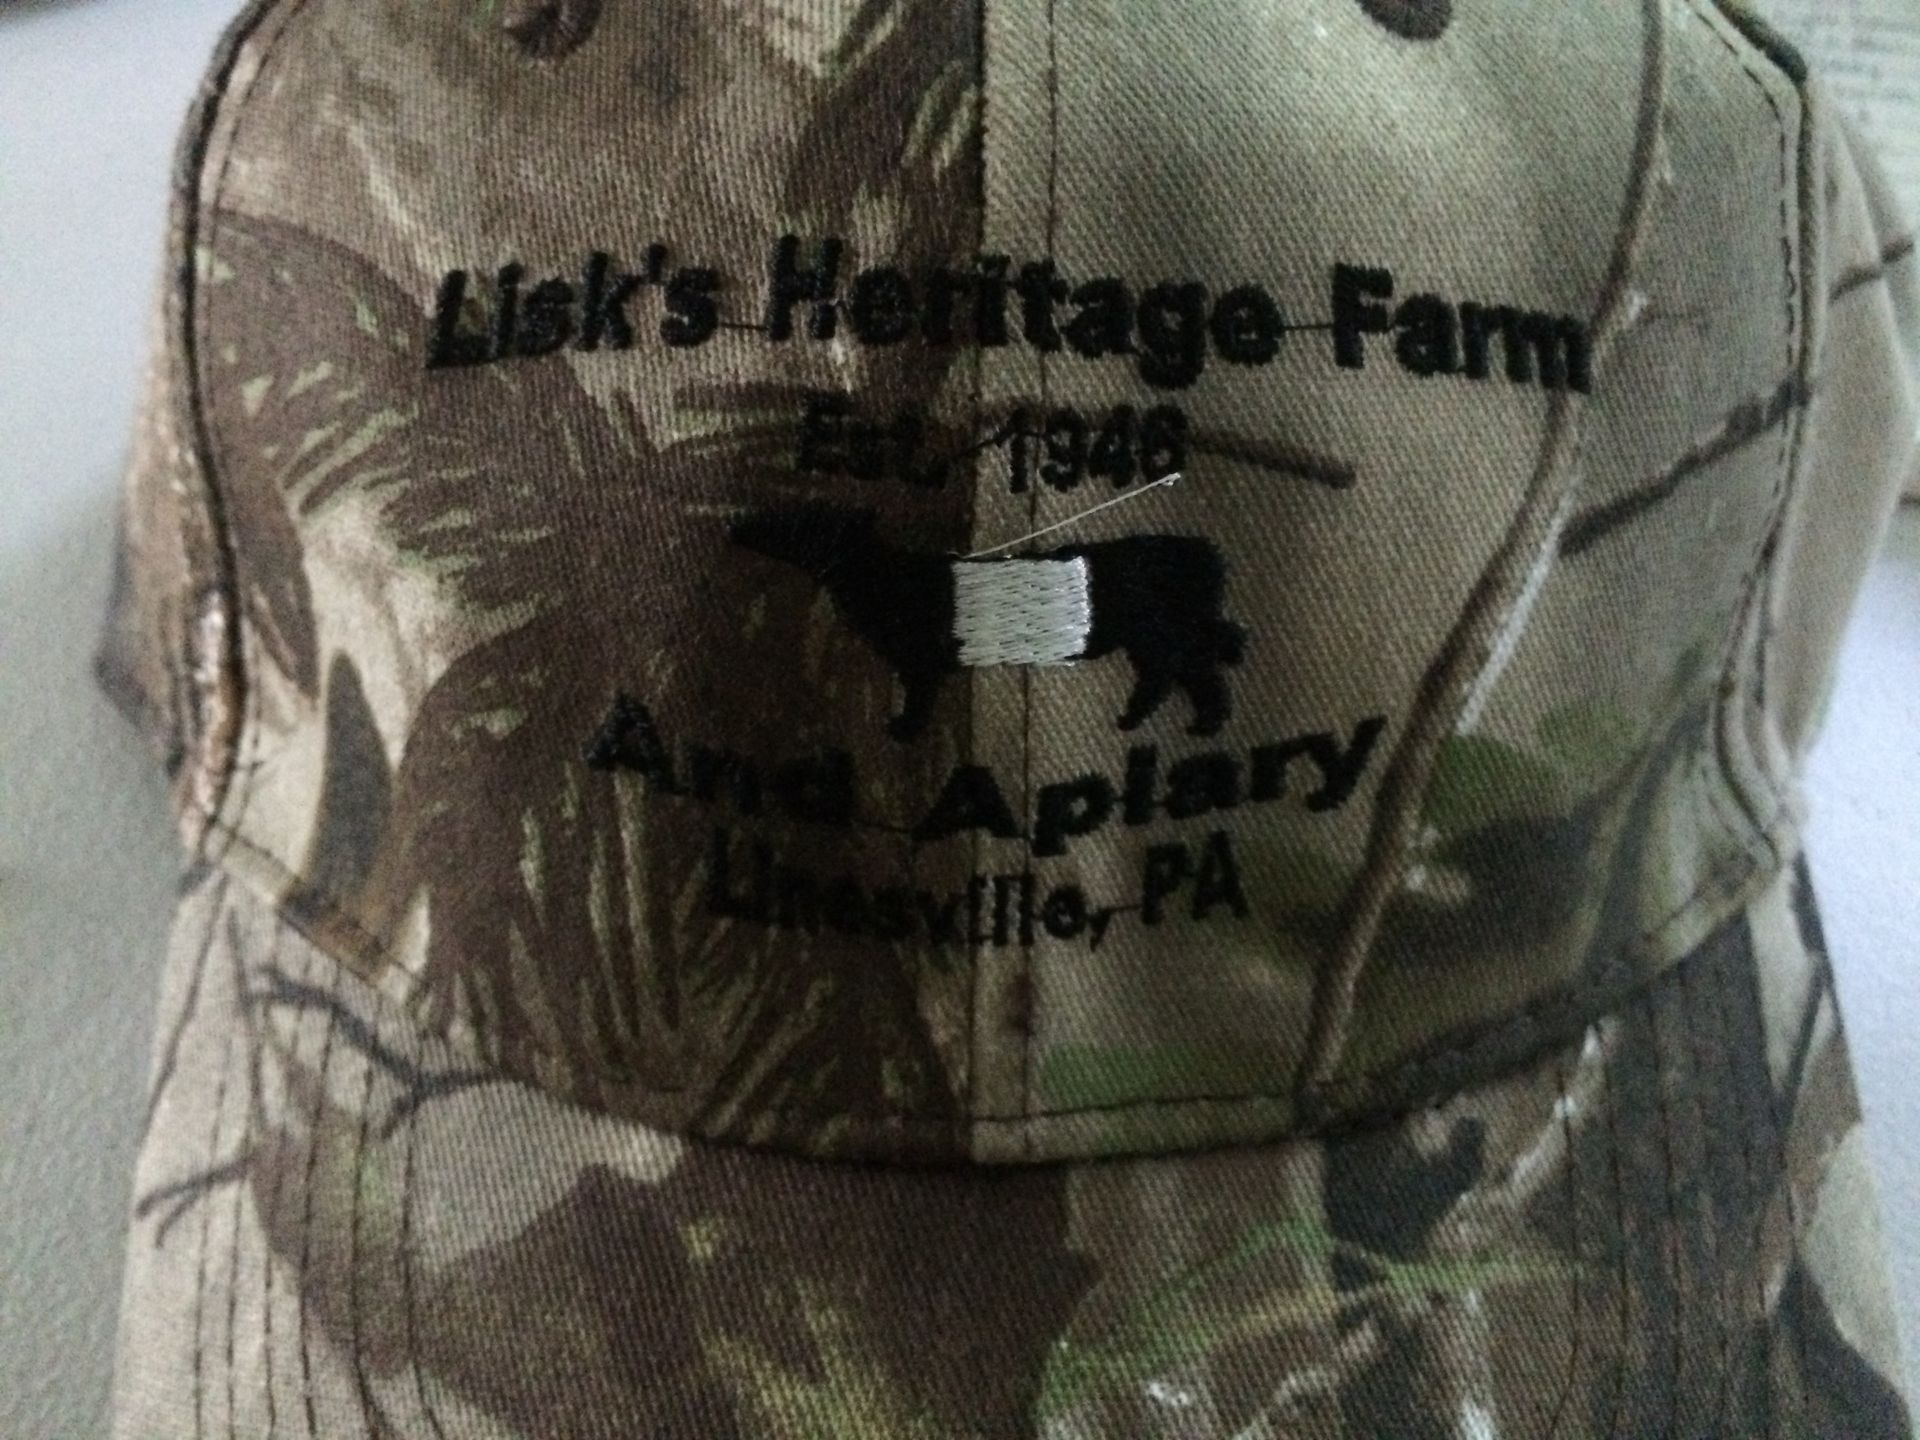 Lisk's Heritage Farm
Est. 1946
And Apiary
Linesville, PA